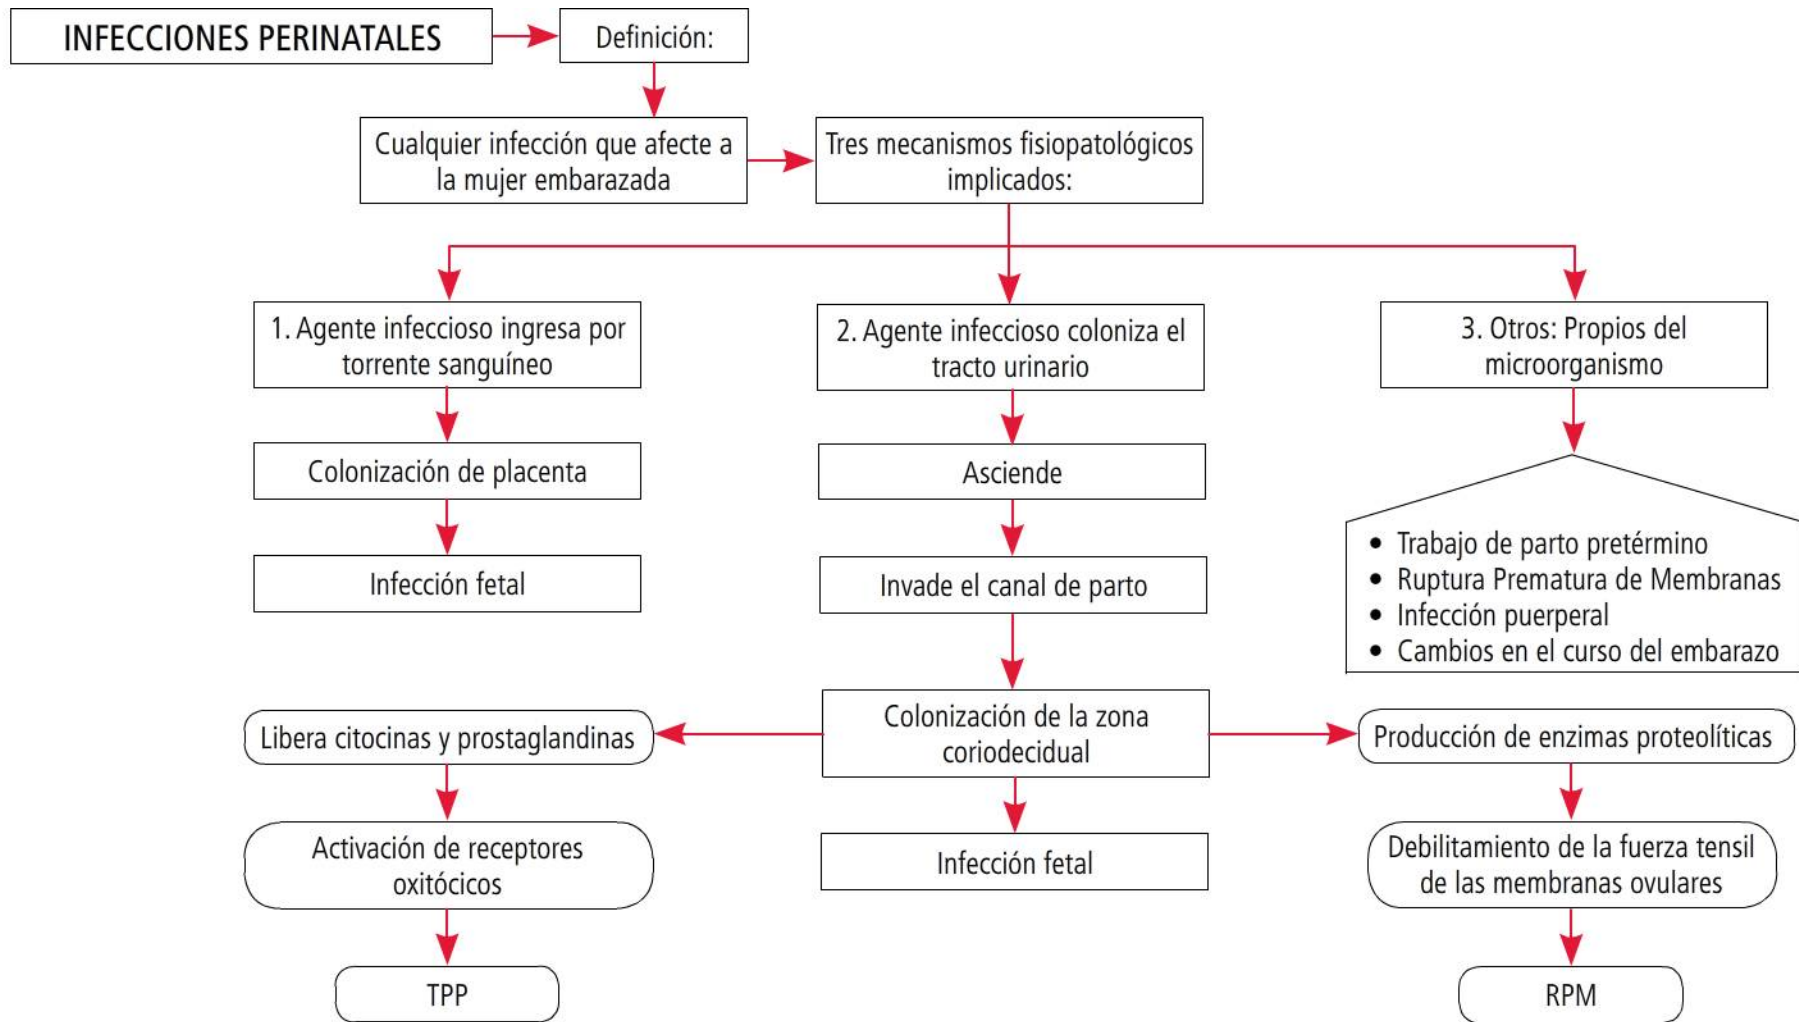 INFECCIONES PERINATALES
Definición:
Cualquier infección que afecte a
la mujer embarazada
Tres mecanismos fisiopatológicos
implicados:
1. Agente infeccioso ingresa por
torrente sanguíneo
Colonización de placenta
Infección fetal
2. Agente infeccioso coloniza el
tracto urinario
Asciende
Invade el canal de parto
Colonización de la zona
coriodecidual
Infección fetal
Libera citocinas y prostaglandinas
Activación de receptores
oxitócicos
TPP
3. Otros: Propios del
microorganismo
• Trabajo de parto pretérmino
• Ruptura Prematura de Membranas
• Infección puerperal
• Cambios en el curso del embarazo
Producción de enzimas proteolíticas
Debilitamiento de la fuerza tensil
de las membranas ovulares
RPM